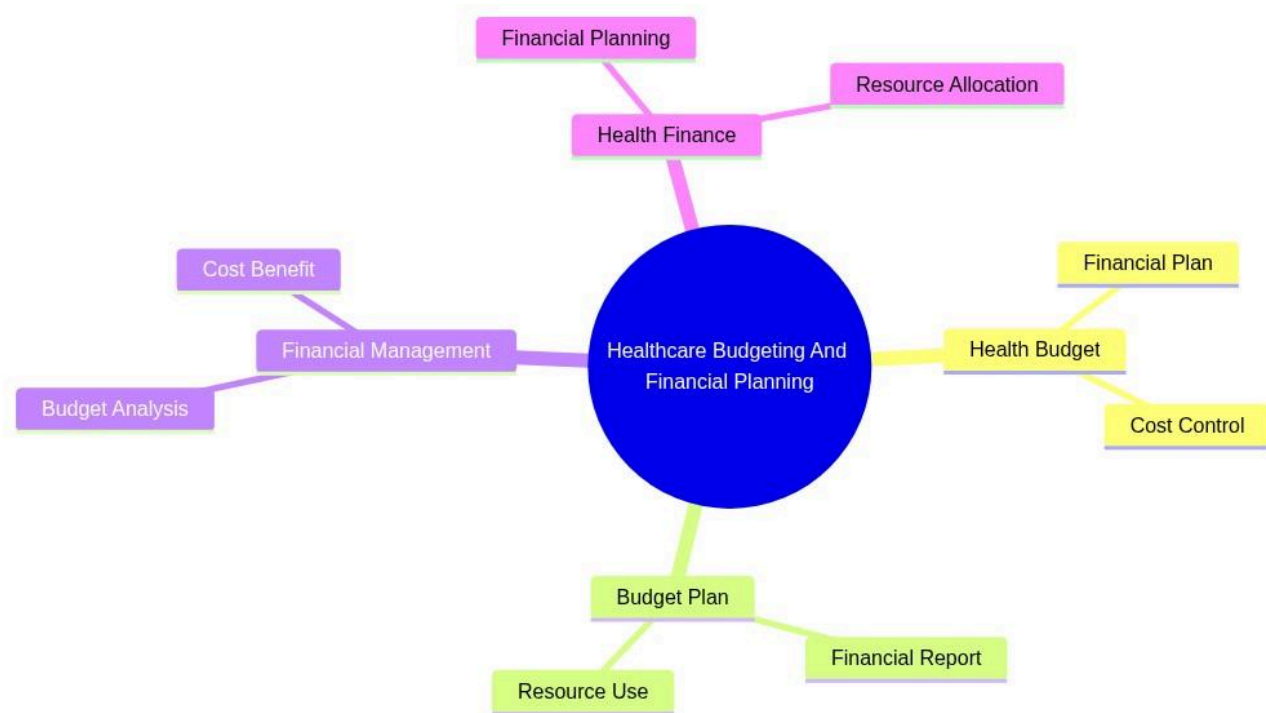 Financial Planning
Resource Allocation
Health Finance
Cost Benefit
Financial Plan
Financial Management
Healthcare Budgeting And
Financial Planning
Health Budget
Budget Analysis
Cost Control
Budget Plan
Financial Report
Resource Use